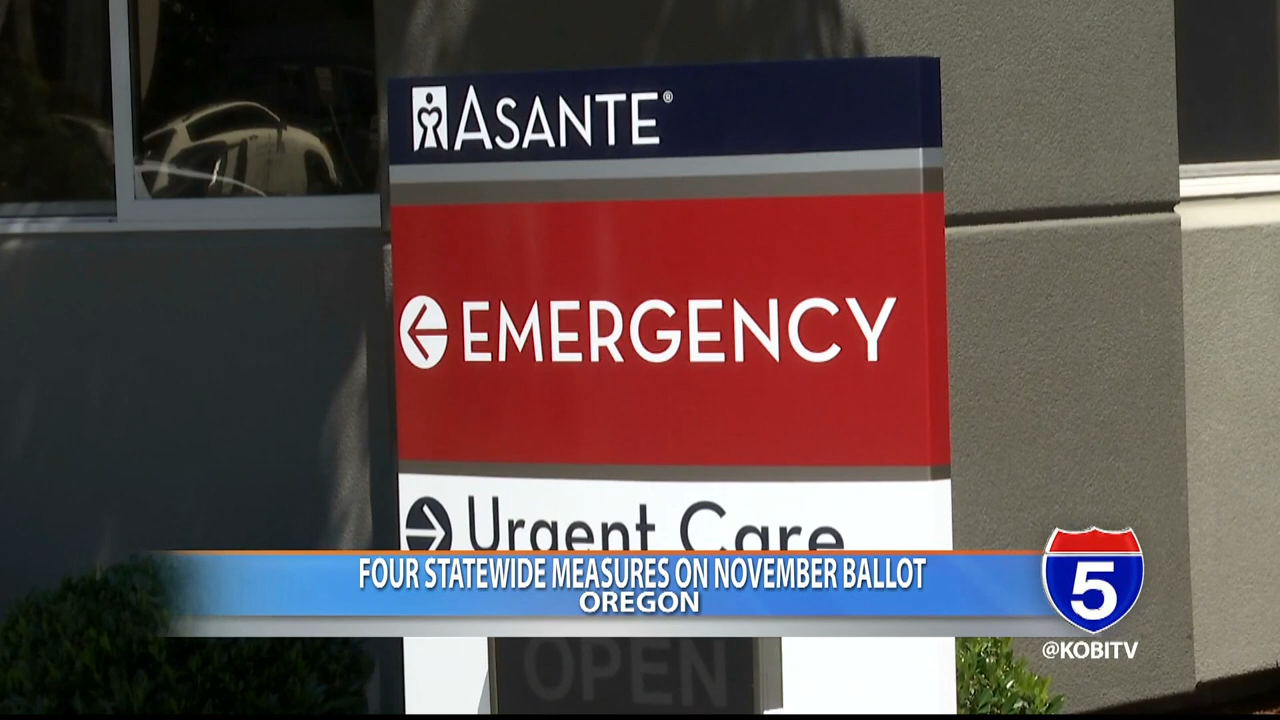 ASANTE®
EMERGENCY
Urgent Care
FOUR STATEWIDE MEASURES ON NOVEMBER BALLOT
OREGON
5
@KOBITV
OPEN